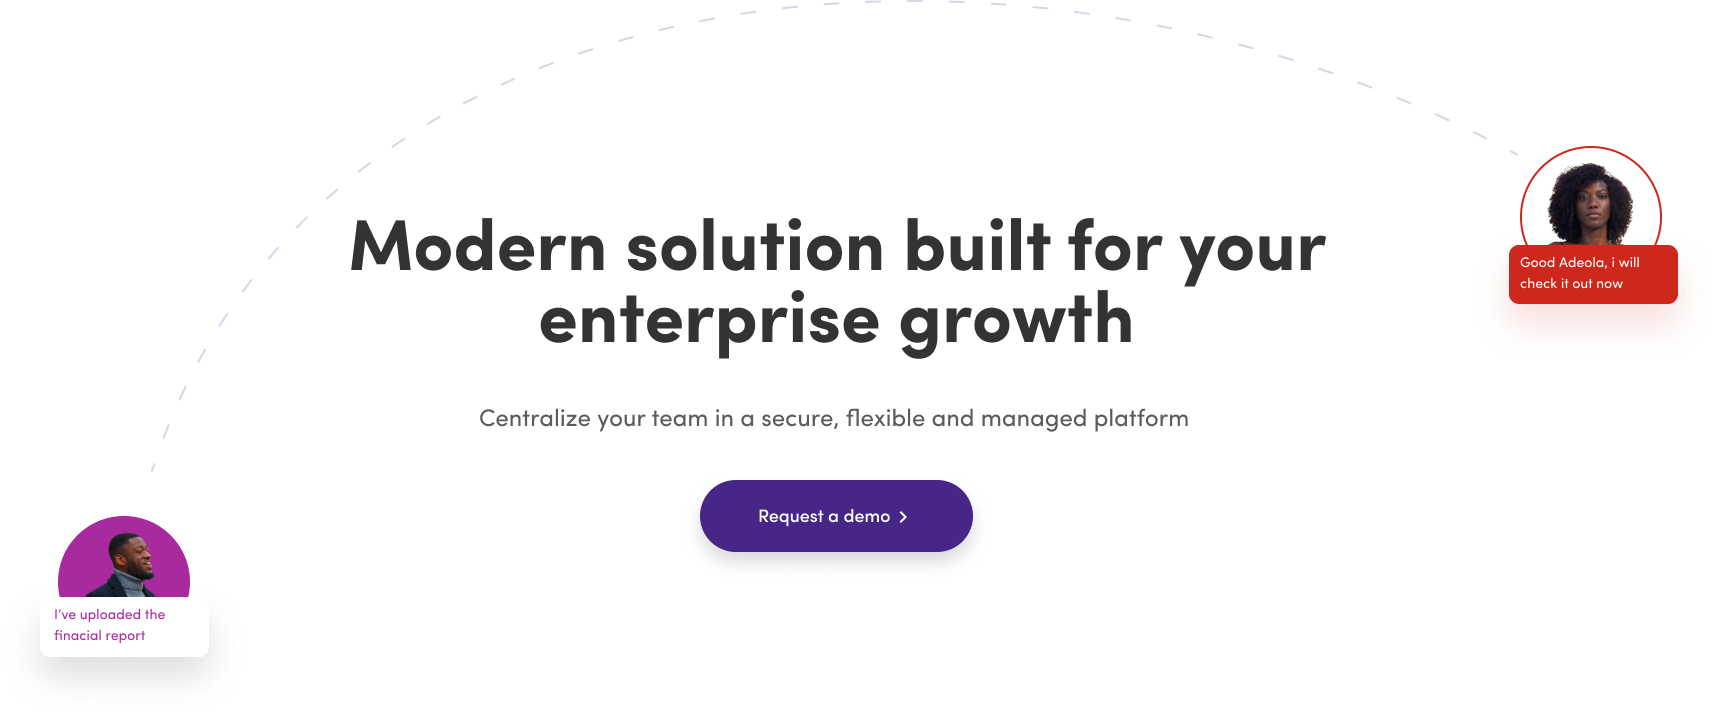 Modern solution built for your
enterprise growth
Good Adeola, i will
check it out now
Centralize your team in a secure, flexible and managed platform
Request a demo
I've uploaded the
finacial report